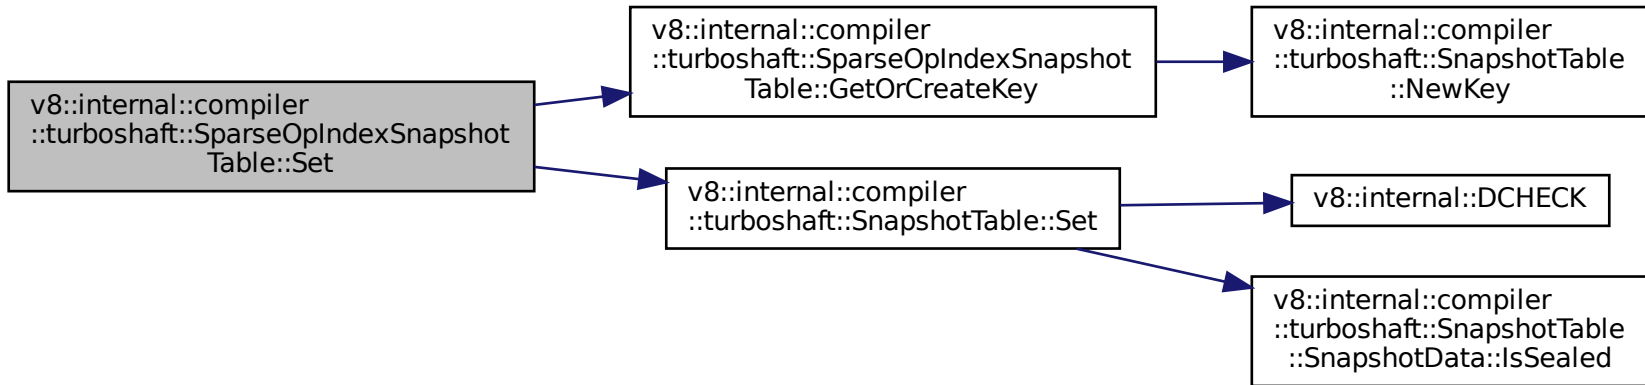 v8::internal::compiler
::turboshaft::SparseOpIndexSnapshot
Table::Set
v8::internal::compiler
::turboshaft::SparseOpIndexSnapshot
Table::GetOrCreateKey
v8::internal::compiler
::turboshaft::SnapshotTable
::NewKey
v8::internal::compiler
::turboshaft::SnapshotTable::Set
v8::internal::DCHECK
v8::internal::compiler
::turboshaft::SnapshotTable
::SnapshotData::IsSealed